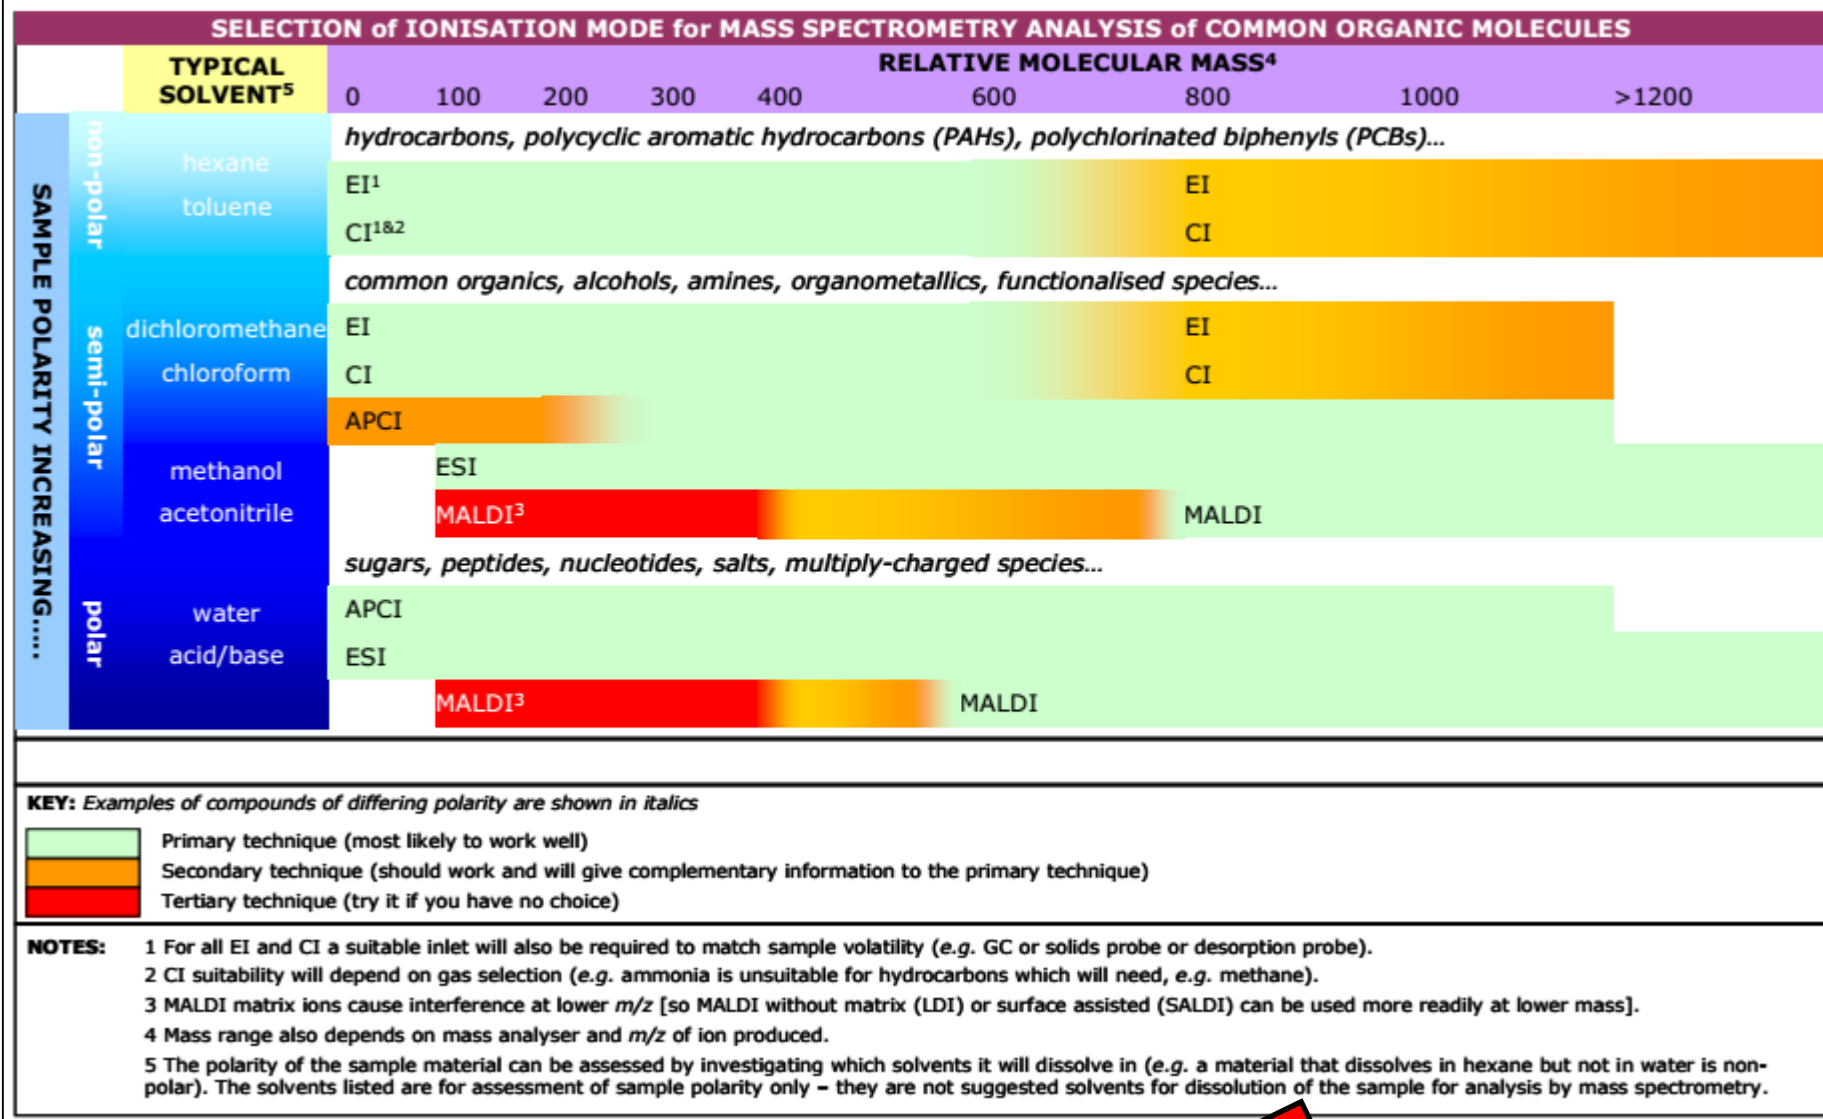 SELECTION of IONISATION MODE for MASS SPECTROMETRY ANALYSIS of COMMON ORGANIC MOLECULES
TYPICAL SOLVENT⁵
RELATIVE MOLECULAR MASS⁴
0 100 200 300 400 600 800 1000 >1200
SAMPLE POLARITY INCREASING.....
non-polar
hexane
toluene
hydrocarbons, polycyclic aromatic hydrocarbons (PAHs), polychlorinated biphenyls (PCBs)...
EI¹ EI
CI¹&² CI
semi-polar
common organics, alcohols, amines, organometallics, functionalised species...
dichloromethane EI EI
chloroform CI CI
APCI
methanol ESI
acetonitrile MALDI³ MALDI
polar
sugars, peptides, nucleotides, salts, multiply-charged species...
water APCI
acid/base ESI
MALDI³ MALDI
KEY: Examples of compounds of differing polarity are shown in italics
Primary technique (most likely to work well)
Secondary technique (should work and will give complementary information to the primary technique)
Tertiary technique (try it if you have no choice)
NOTES: 1 For all EI and CI a suitable inlet will also be required to match sample volatility (e.g. GC or solids probe or desorption probe).
2 CI suitability will depend on gas selection (e.g. ammonia is unsuitable for hydrocarbons which will need, e.g. methane).
3 MALDI matrix ions cause interference at lower m/z [so MALDI without matrix (LDI) or surface assisted (SALDI) can be used more readily at lower mass].
4 Mass range also depends on mass analyser and m/z of ion produced.
5 The polarity of the sample material can be assessed by investigating which solvents it will dissolve in (e.g. a material that dissolves in hexane but not in water is non-
polar). The solvents listed are for assessment of sample polarity only – they are not suggested solvents for dissolution of the sample for analysis by mass spectrometry.